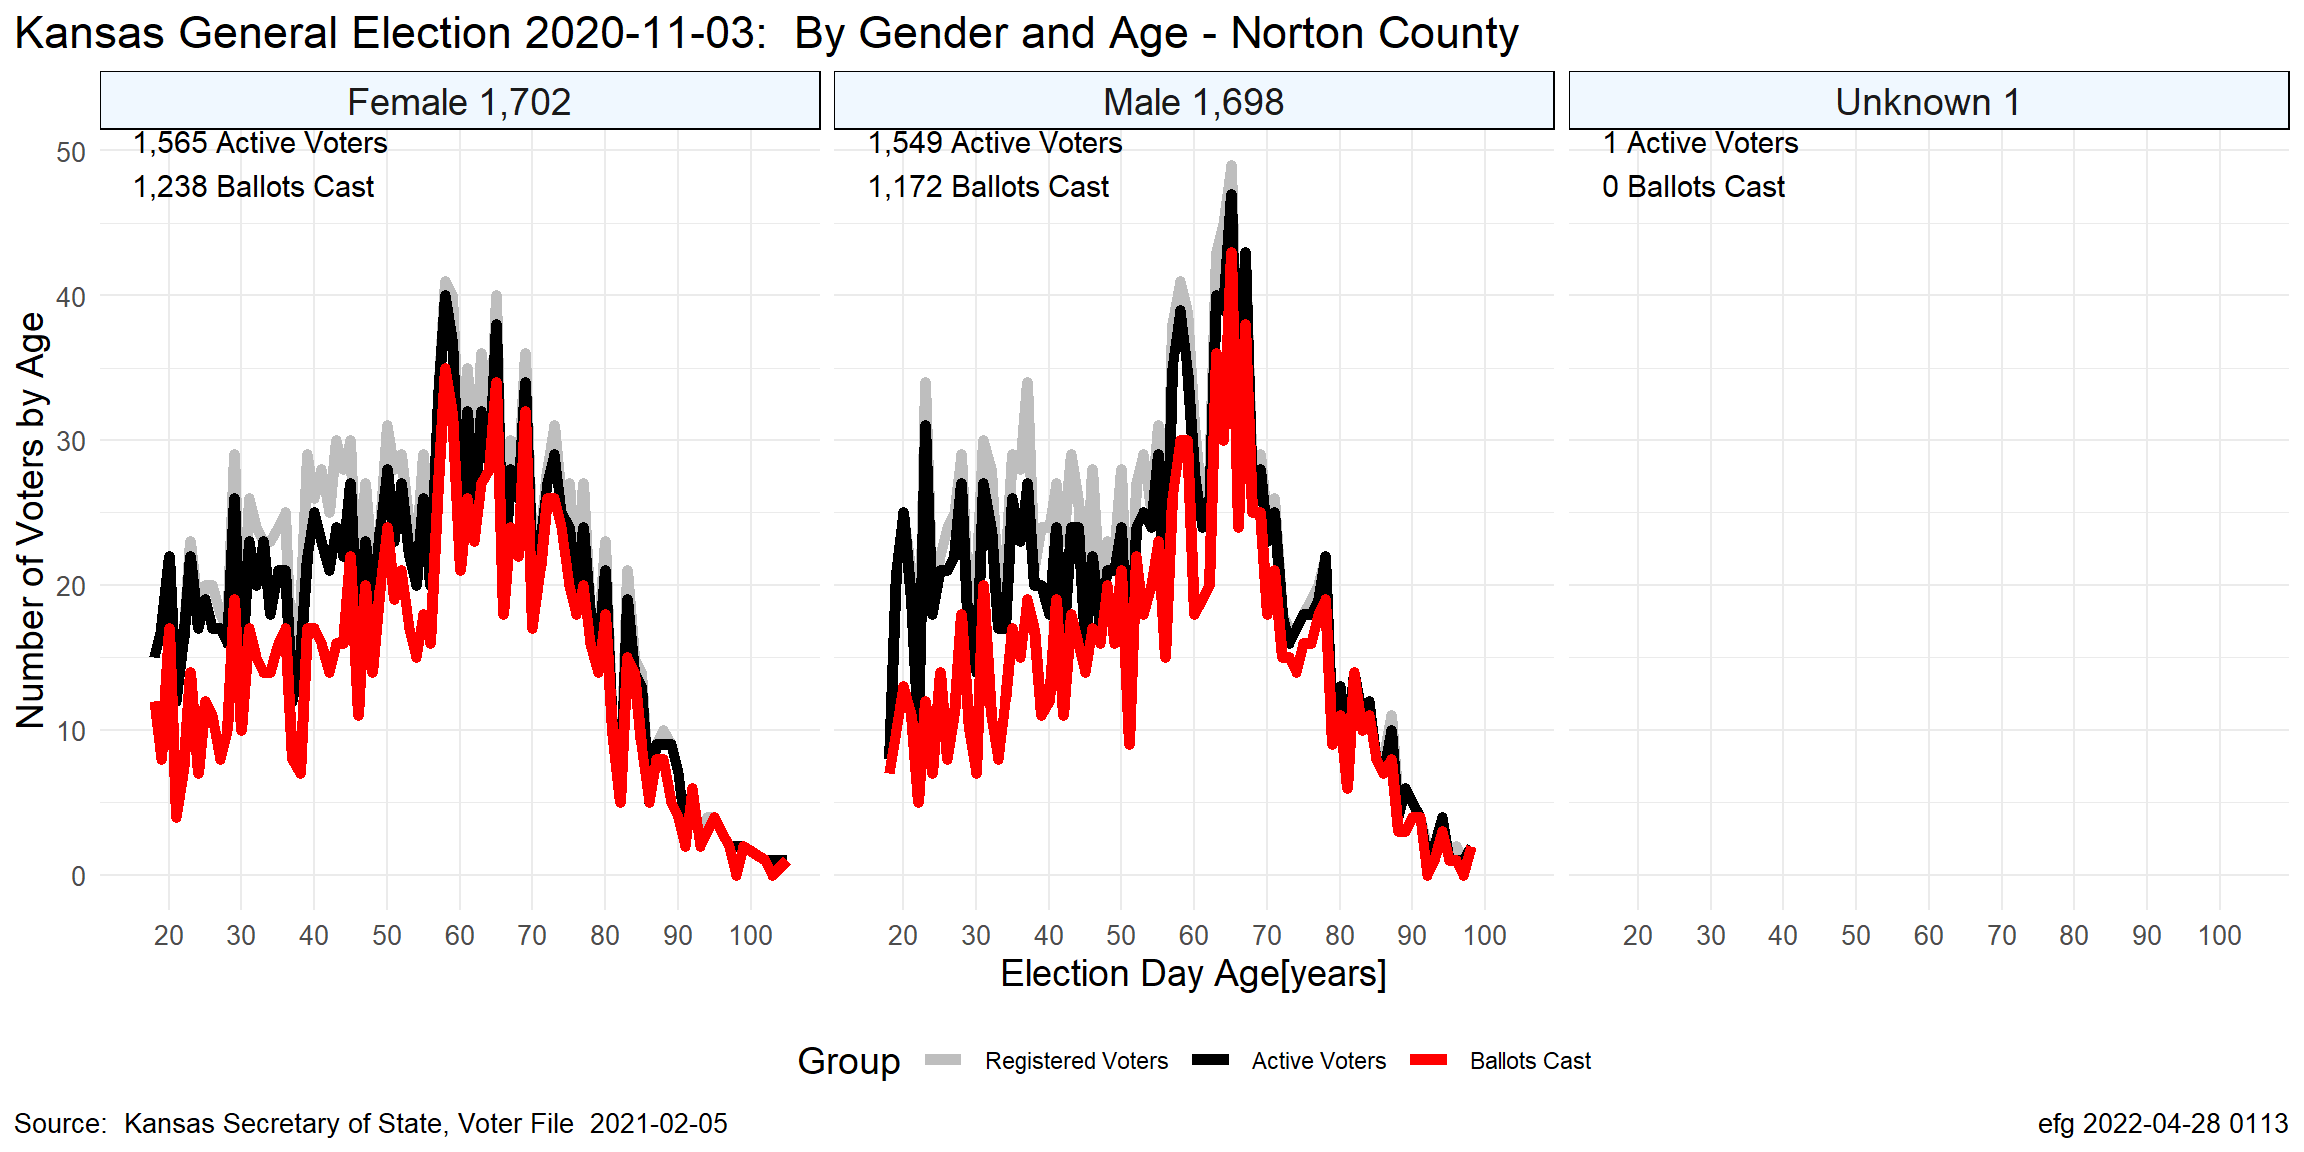 Kansas General Election 2020-11-03:  By Gender and Age - Norton County
Female 1,702
Male 1,698
Unknown 1
1,565 Active Voters
1,238 Ballots Cast
1,549 Active Voters
1,172 Ballots Cast
1 Active Voters
0 Ballots Cast
Number of Voters by Age
50
40
30
20
10
0
20 30 40 50 60 70 80 90 100
20 30 40 50 60 70 80 90 100
20 30 40 50 60 70 80 90 100
Election Day Age[years]
Group Registered Voters Active Voters Ballots Cast
Source:  Kansas Secretary of State, Voter File  2021-02-05
efg 2022-04-28 0113